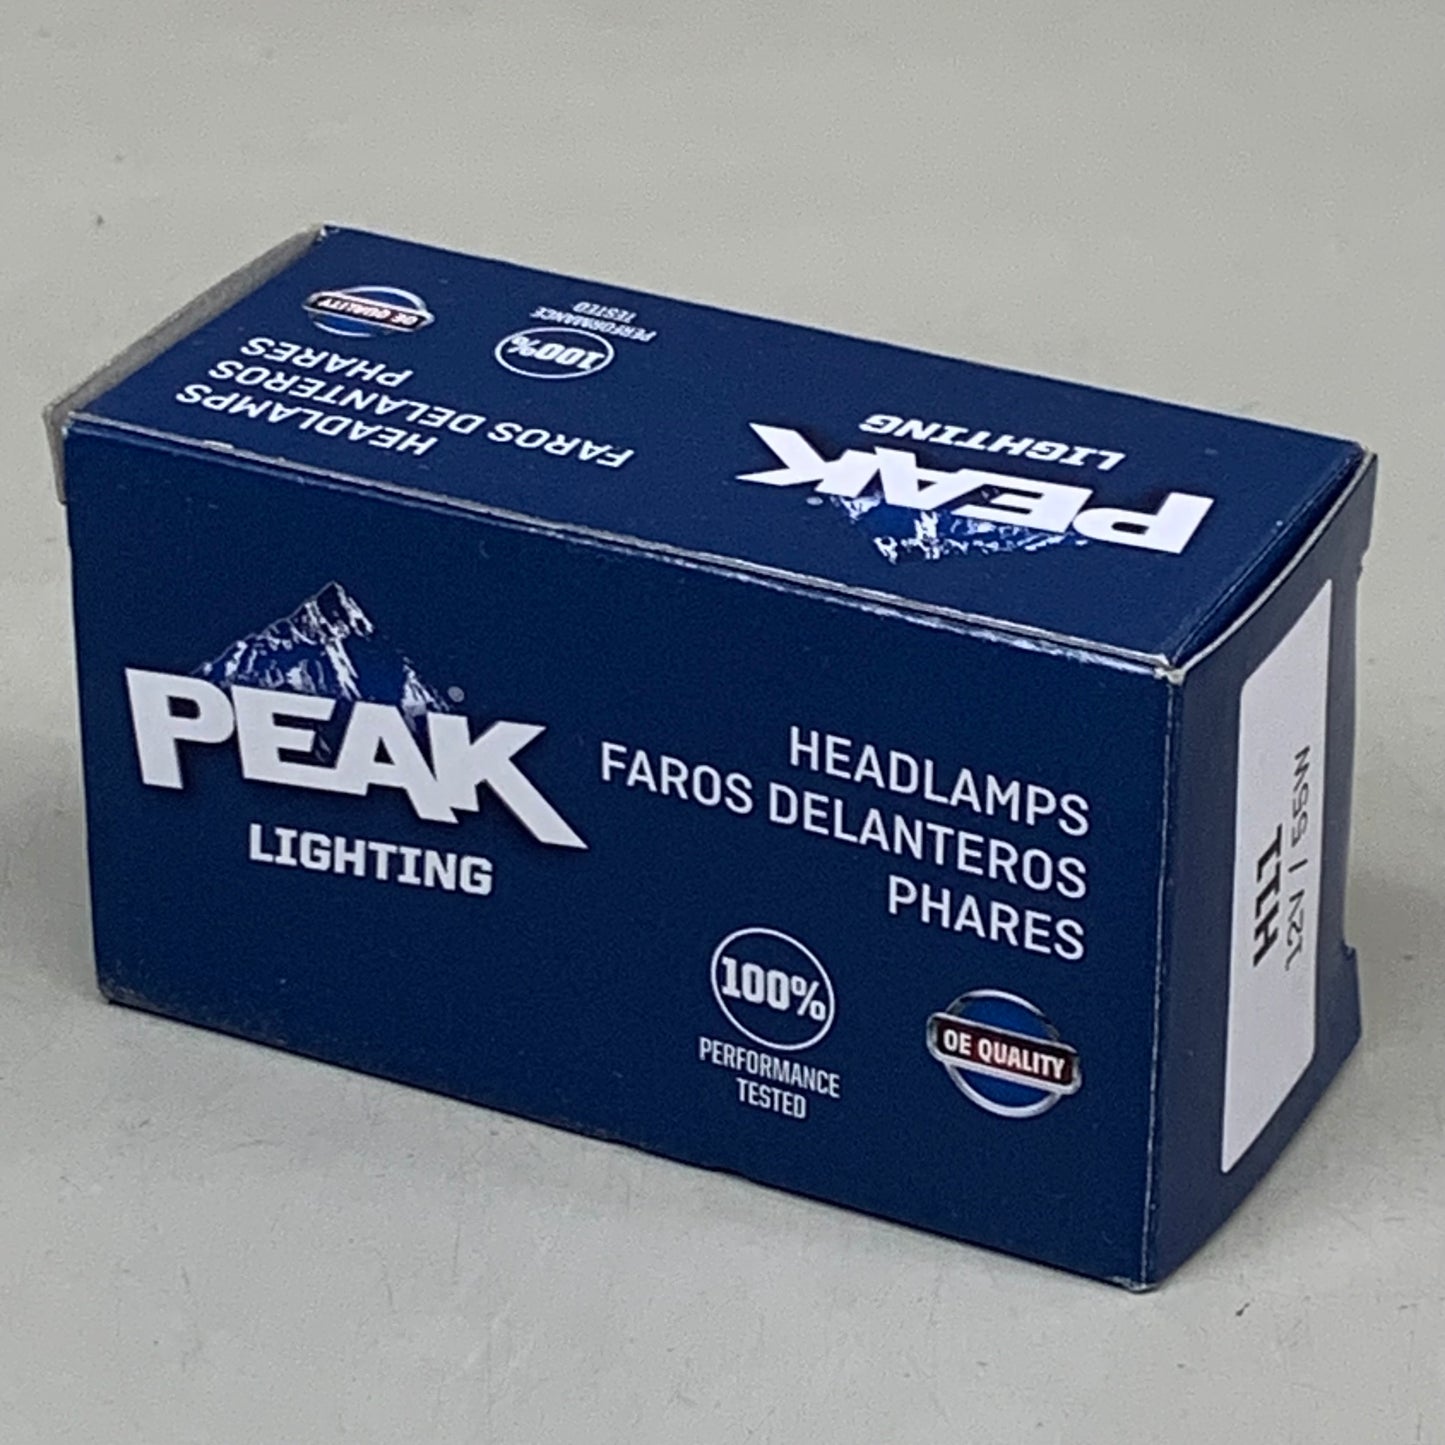 OE QUALITY
100%
PERFORMANCE
TESTED
HEADLAMPS
FAROS DELANTEROS
PHARES
PEAK®
LIGHTING
PEAK®
LIGHTING
HEADLAMPS
FAROS DELANTEROS
PHARES
100%
PERFORMANCE
TESTED
OE QUALITY
H11
12V / 55W